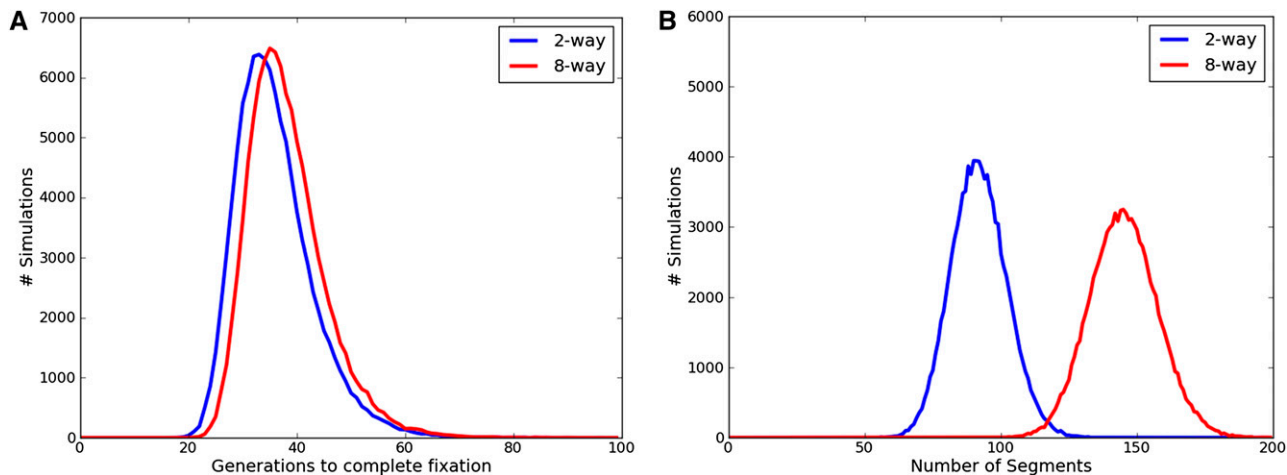 A
7000
6000
5000
4000
3000
2000
1000
0
# Simulations
2-way
8-way
0 20 40 60 80 100
Generations to complete fixation
B
6000
5000
4000
3000
2000
1000
0
# Simulations
2-way
8-way
0 50 100 150 200
Number of Segments